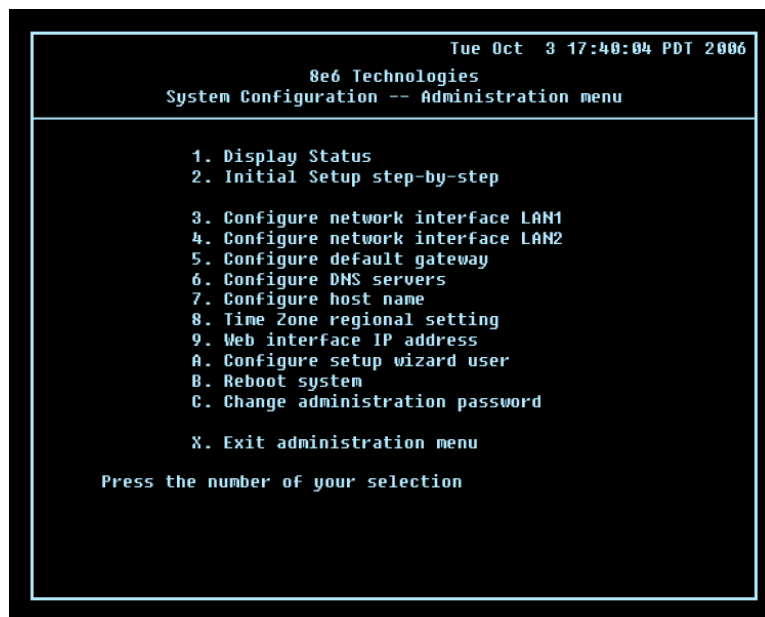 Tue Oct  3 17:40:04 PDT 2006
8e6 Technologies
System Configuration -- Administration menu
1. Display Status
2. Initial Setup step-by-step
3. Configure network interface LAN1
4. Configure network interface LAN2
5. Configure default gateway
6. Configure DNS servers
7. Configure host name
8. Time Zone regional setting
9. Web interface IP address
A. Configure setup wizard user
B. Reboot system
C. Change administration password
X. Exit administration menu
Press the number of your selection